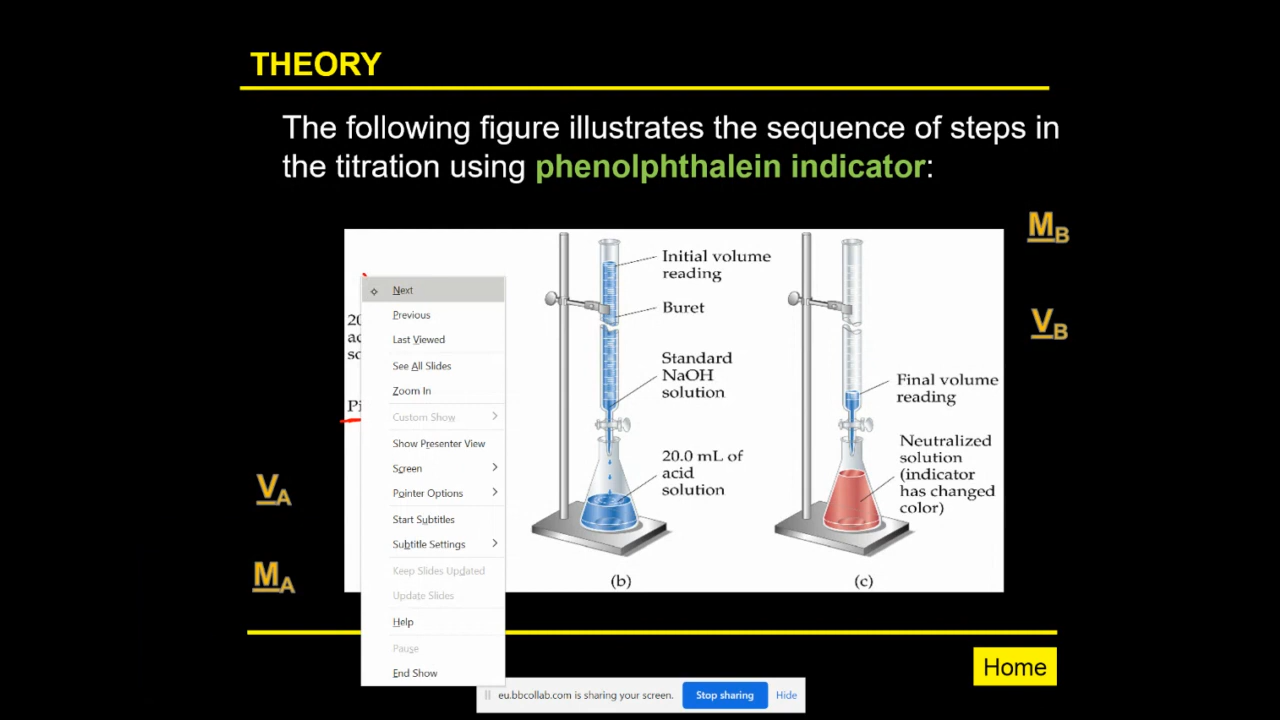 THEORY
The following figure illustrates the sequence of steps in
the titration using phenolphthalein indicator:
MB
VB
VA
MA
20
ac
so
Pi
Next
Previous
Last Viewed
See All Slides
Zoom In
Custom Show
Show Presenter View
Screen
Pointer Options
Start Subtitles
Subtitle Settings
Keep Slides Updated
Update Slides
Help
Pause
End Show
Initial volume
reading
Buret
Standard
NaOH
solution
20.0 mL of
acid
solution
(b)
Final volume
reading
Neutralized
solution
(indicator
has changed
color)
(c)
Home
eu.bbcollab.com is sharing your screen.
Stop sharing
Hide